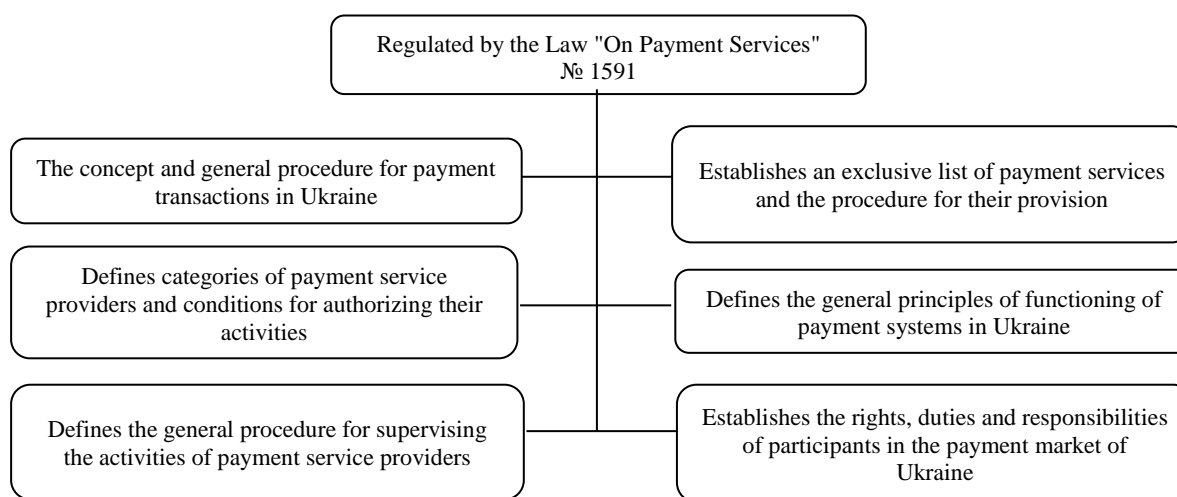 Regulated by the Law "On Payment Services"
№ 1591
The concept and general procedure for payment
transactions in Ukraine
Establishes an exclusive list of payment services
and the procedure for their provision
Defines categories of payment service
providers and conditions for authorizing their
activities
Defines the general principles of functioning of
payment systems in Ukraine
Defines the general procedure for supervising
the activities of payment service providers
Establishes the rights, duties and responsibilities
of participants in the payment market of
Ukraine